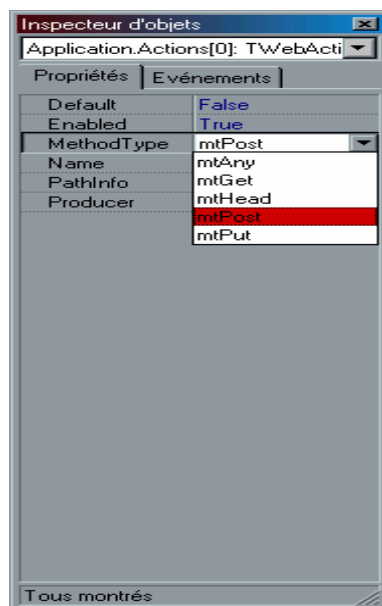 Inspecteur d'objets
Application.Actions[0]: TWebActi
Propriétés Evénements
Default False
Enabled True
MethodType mtPost
Name mtAny
PathInfo mtGet
Producer mtHead
mtPost
mtPut
Tous montrés